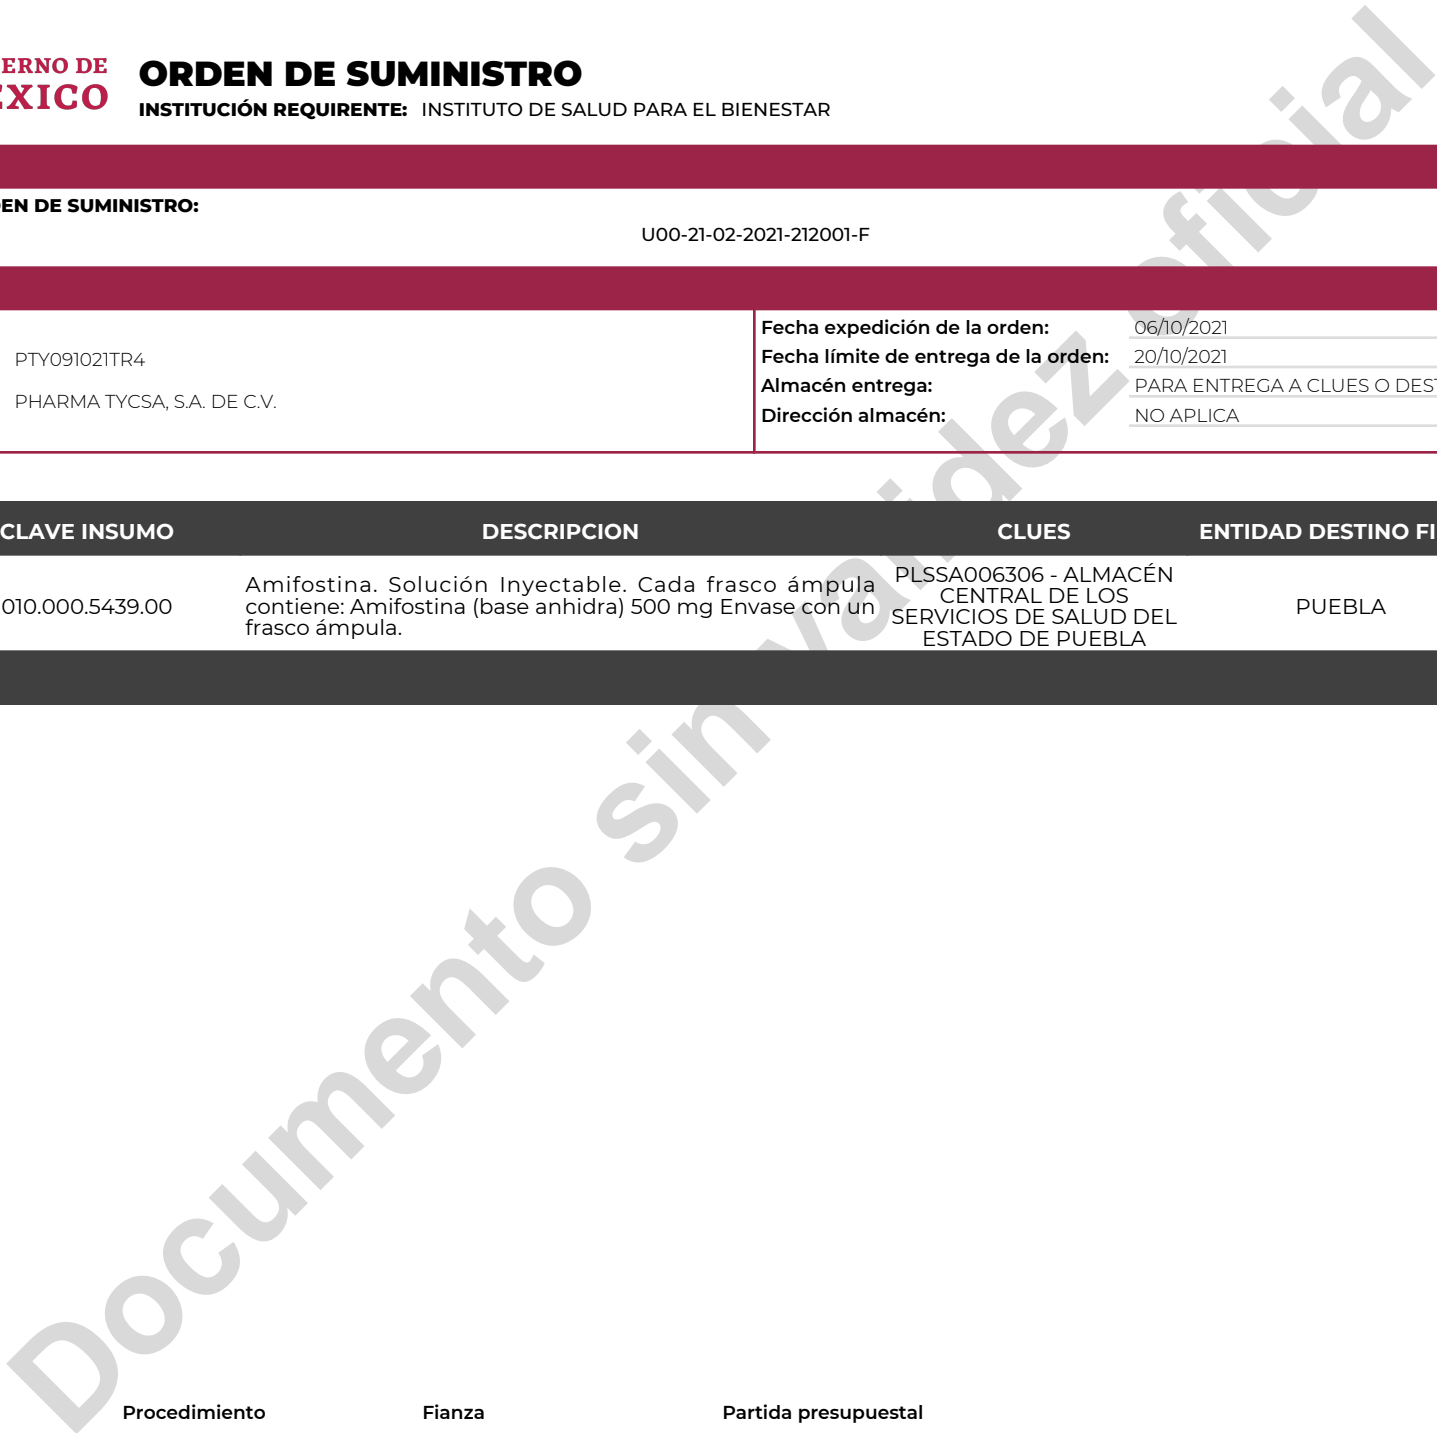 ERNO DE
ÉXICO
ORDEN DE SUMINISTRO
INSTITUCIÓN REQUIRENTE: INSTITUTO DE SALUD PARA EL BIENESTAR
EN DE SUMINISTRO:
U00-21-02-2021-212001-F
PTY091021TR4
PHARMA TYCSA, S.A. DE C.V.
Fecha expedición de la orden: 06/10/2021
Fecha límite de entrega de la orden: 20/10/2021
Almacén entrega: PARA ENTREGA A CLUES O DEST
Dirección almacén: NO APLICA
CLAVE INSUMO DESCRIPCION CLUES ENTIDAD DESTINO FI
010.000.5439.00
Amifostina. Solución Inyectable. Cada frasco ámpula
contiene: Amifostina (base anhidra) 500 mg Envase con un
frasco ámpula.
PLSSA006306 - ALMACÉN
CENTRAL DE LOS
SERVICIOS DE SALUD DEL
ESTADO DE PUEBLA
PUEBLA
Documento sin validez oficial
Procedimiento Fianza Partida presupuestal